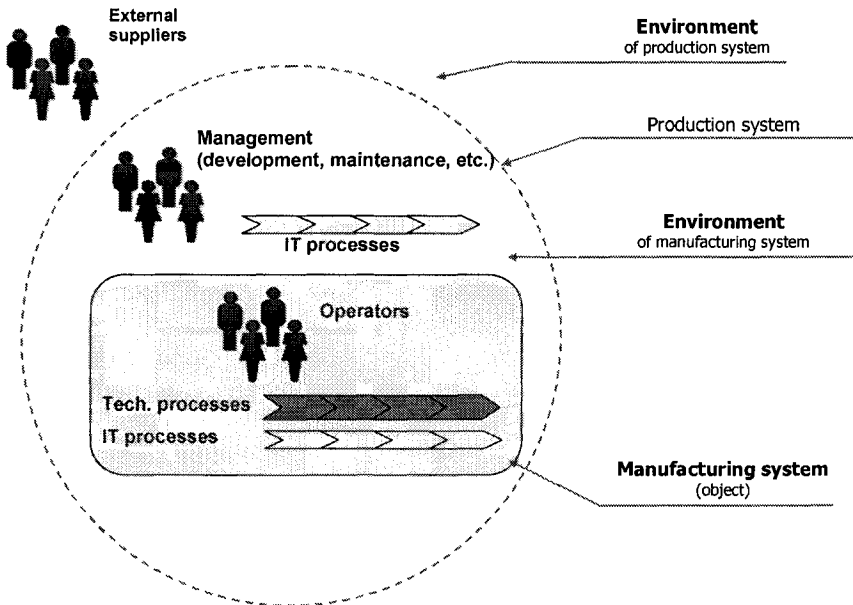 External
suppliers
Environment
of production system
Management
(development, maintenance, etc.)
Production system
IT processes
Environment
of manufacturing system
Operators
Tech. processes
IT processes
Manufacturing system
(object)